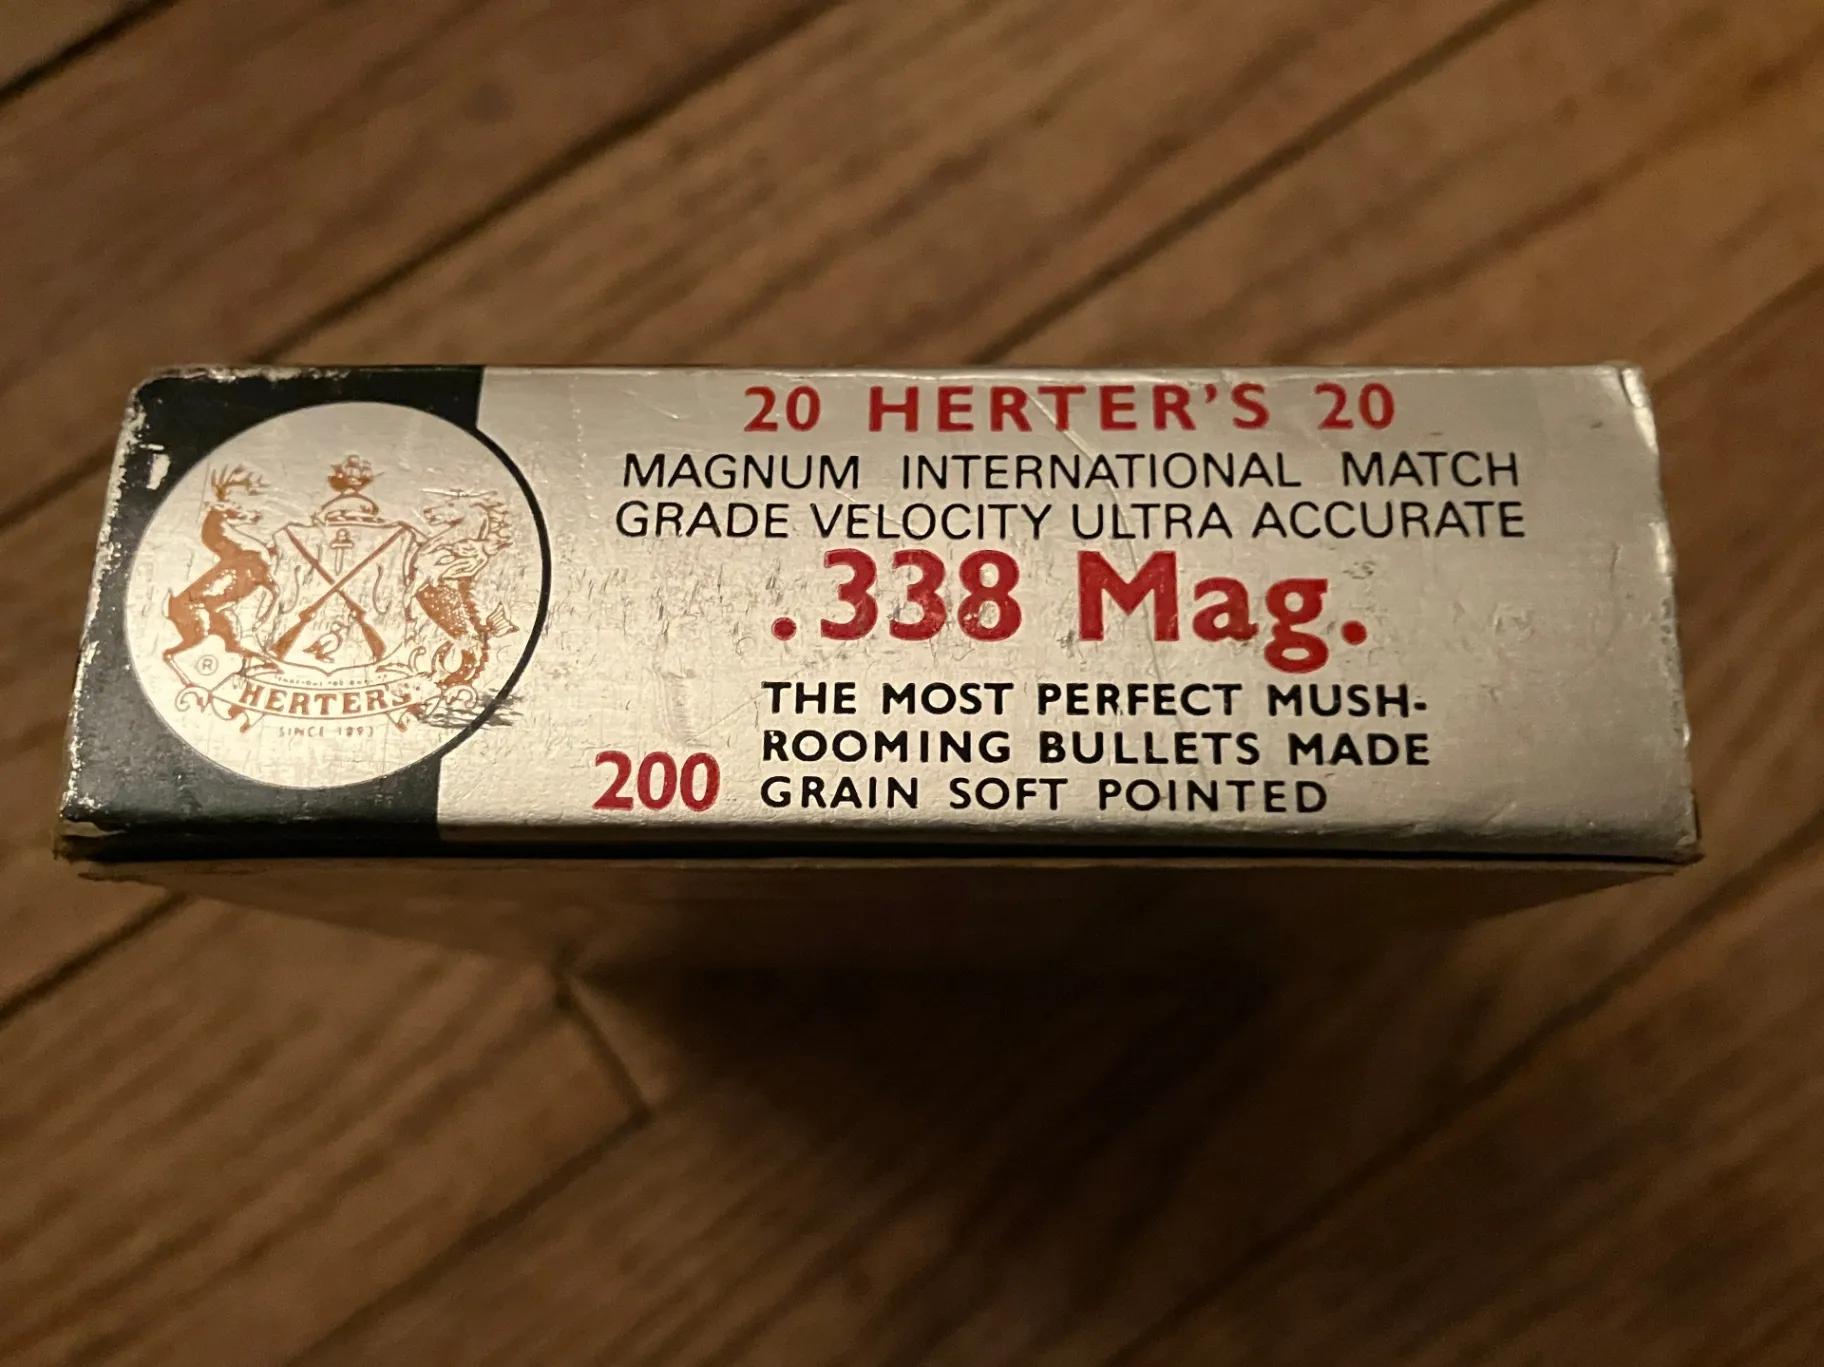 20 HERTER'S 20
MAGNUM INTERNATIONAL MATCH
GRADE VELOCITY ULTRA ACCURATE
.338 Mag.
THE MOST PERFECT MUSH-
ROOMING BULLETS MADE
200 GRAIN SOFT POINTED
®
HERTER'S
SINCE 1893